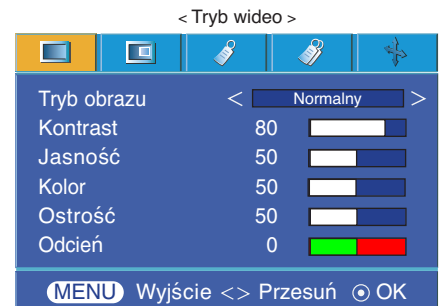 < Tryb wideo >
Tryb obrazu < Normalny >
Kontrast 80
Jasność 50
Kolor 50
Ostrość 50
Odcień 0
MENU Wyjście <> Przesuń ⊙ OK